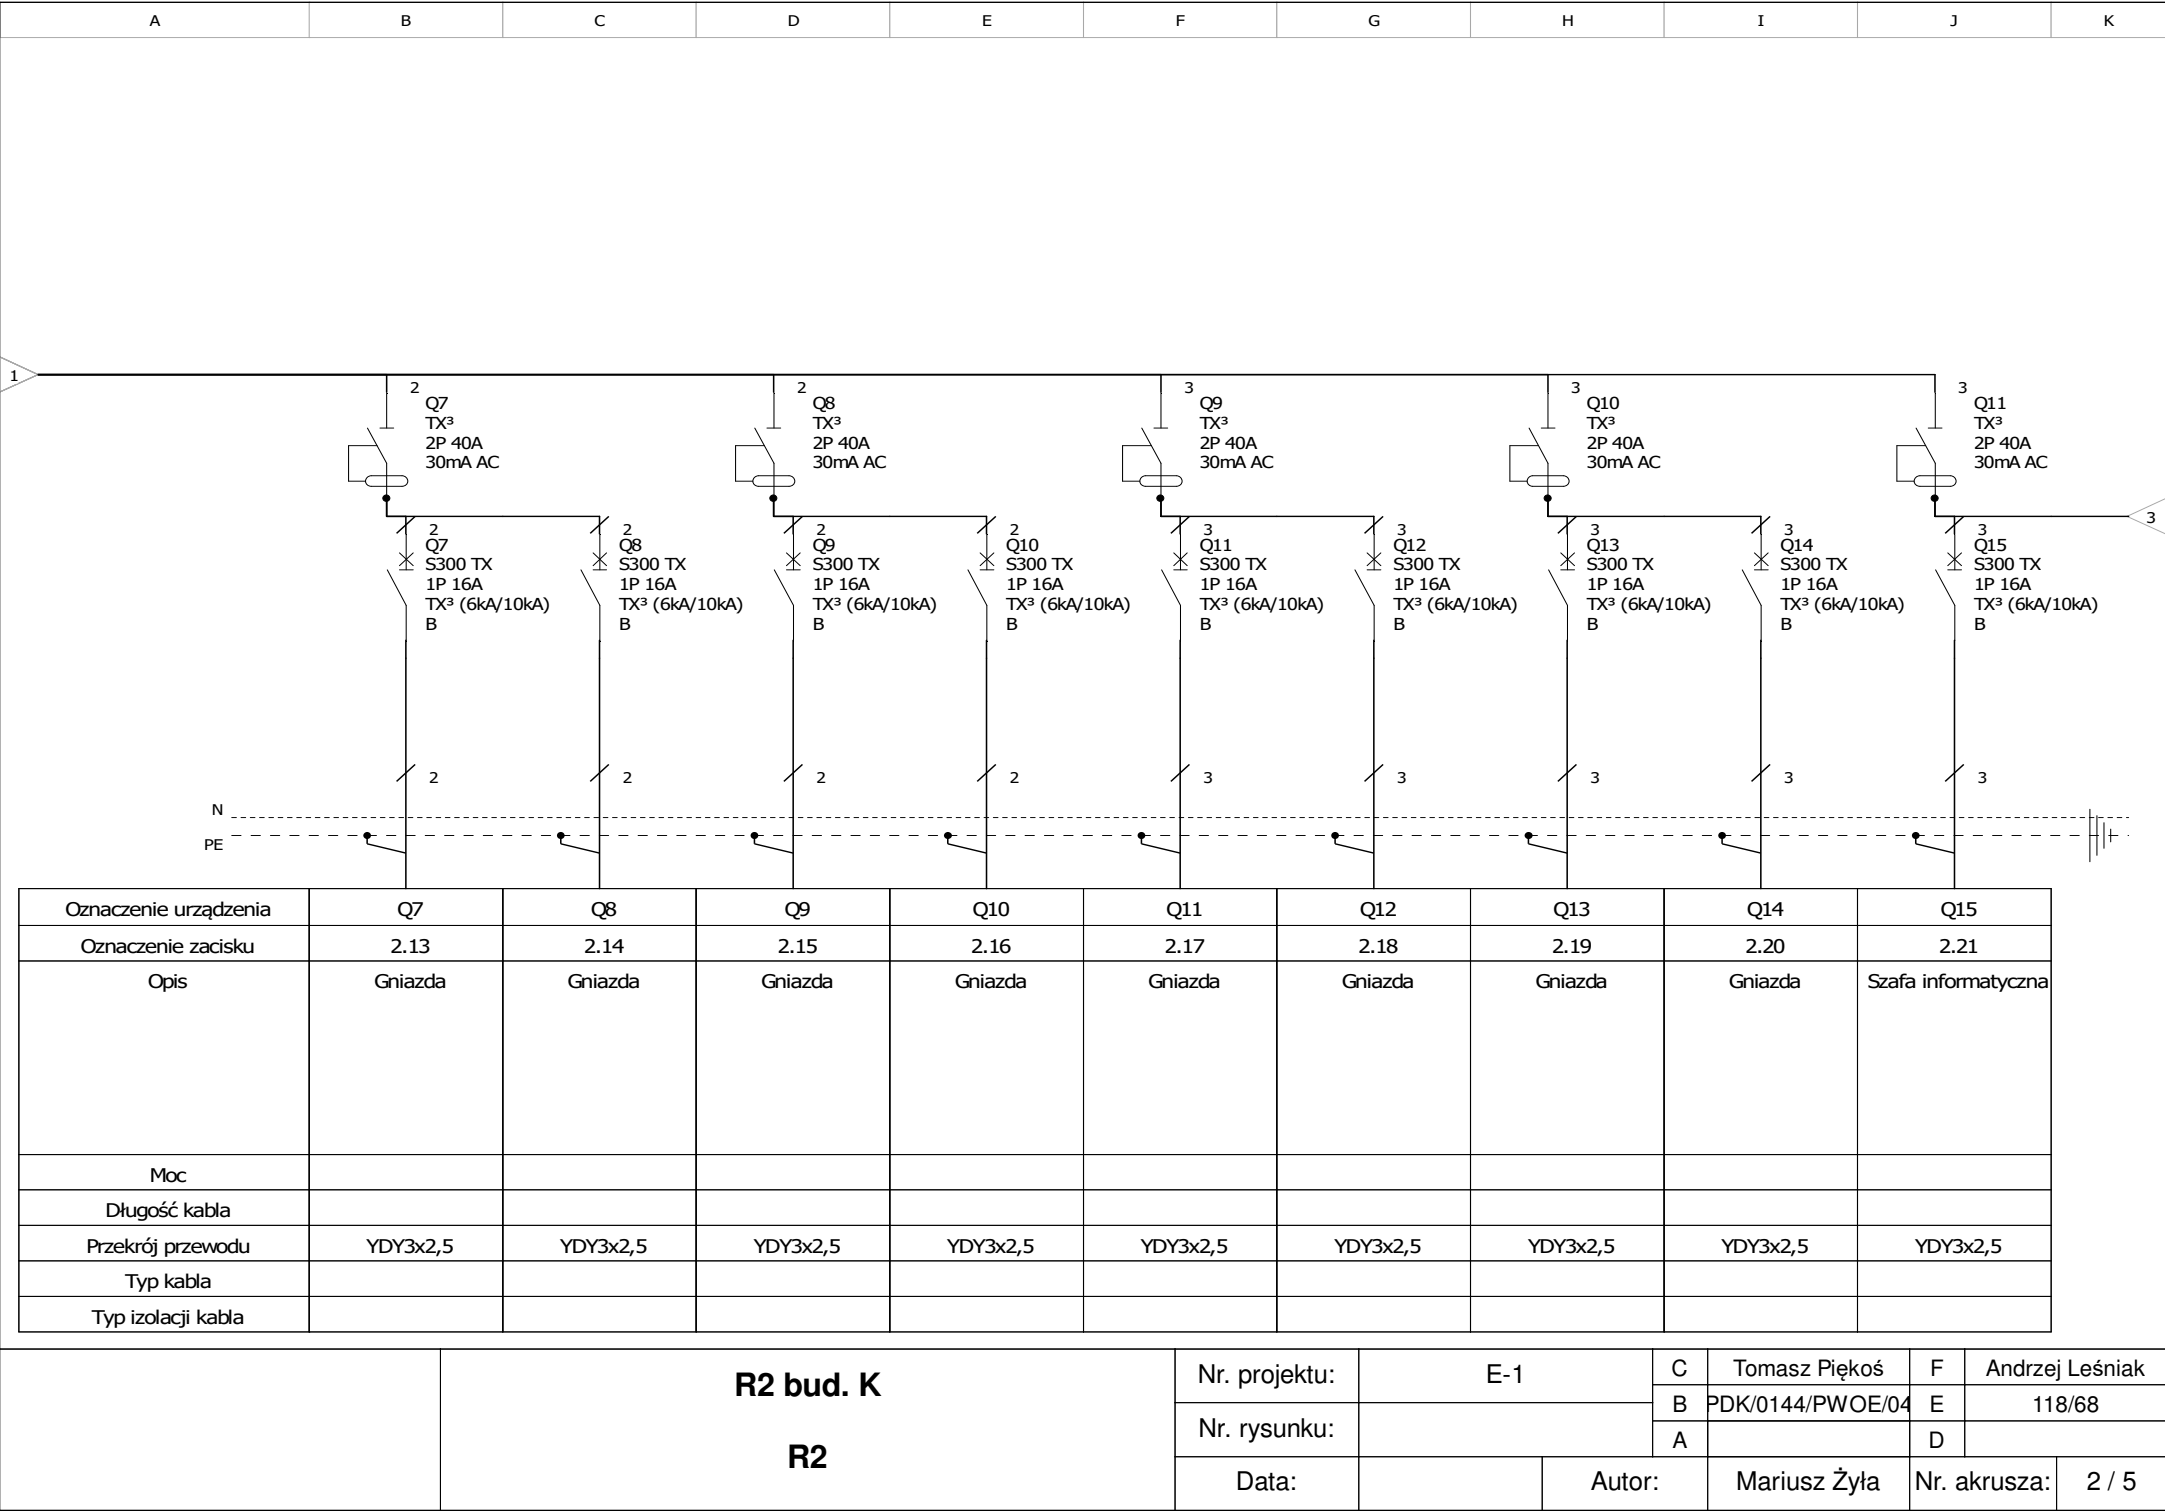 A B C D E F G H I J K
1
2 2 3 3 3
Q7 Q8 Q9 Q10 Q11
TX³ TX³ TX³ TX³ TX³
2P 40A 2P 40A 2P 40A 2P 40A 2P 40A
30mA AC 30mA AC 30mA AC 30mA AC 30mA AC
3
2 2 2 2 3 3 3 3 3
Q7 Q8 Q9 Q10 Q11 Q12 Q13 Q14 Q15
S300 TX S300 TX S300 TX S300 TX S300 TX S300 TX S300 TX S300 TX S300 TX
1P 16A 1P 16A 1P 16A 1P 16A 1P 16A 1P 16A 1P 16A 1P 16A 1P 16A
TX³ (6kA/10kA) TX³ (6kA/10kA) TX³ (6kA/10kA) TX³ (6kA/10kA) TX³ (6kA/10kA) TX³ (6kA/10kA) TX³ (6kA/10kA) TX³ (6kA/10kA) TX³ (6kA/10kA)
B B B B B B B B B
2 2 2 2 3 3 3 3 3
N
PE
Oznaczenie urządzenia Q7 Q8 Q9 Q10 Q11 Q12 Q13 Q14 Q15
Oznaczenie zacisku 2.13 2.14 2.15 2.16 2.17 2.18 2.19 2.20 2.21
Opis Gniazda Gniazda Gniazda Gniazda Gniazda Gniazda Gniazda Gniazda Szafa informatyczna
Moc
Długość kabla
Przekrój przewodu YDY3x2,5 YDY3x2,5 YDY3x2,5 YDY3x2,5 YDY3x2,5 YDY3x2,5 YDY3x2,5 YDY3x2,5 YDY3x2,5
Typ kabla
Typ izolacji kabla
R2 bud. K
R2
Nr. projektu: E-1
Nr. rysunku:
Data: Autor: Mariusz Żyła Nr. akrusza: 2 / 5
C Tomasz Piękoś F Andrzej Leśniak
B PDK/0144/PWOE/04 E 118/68
A D